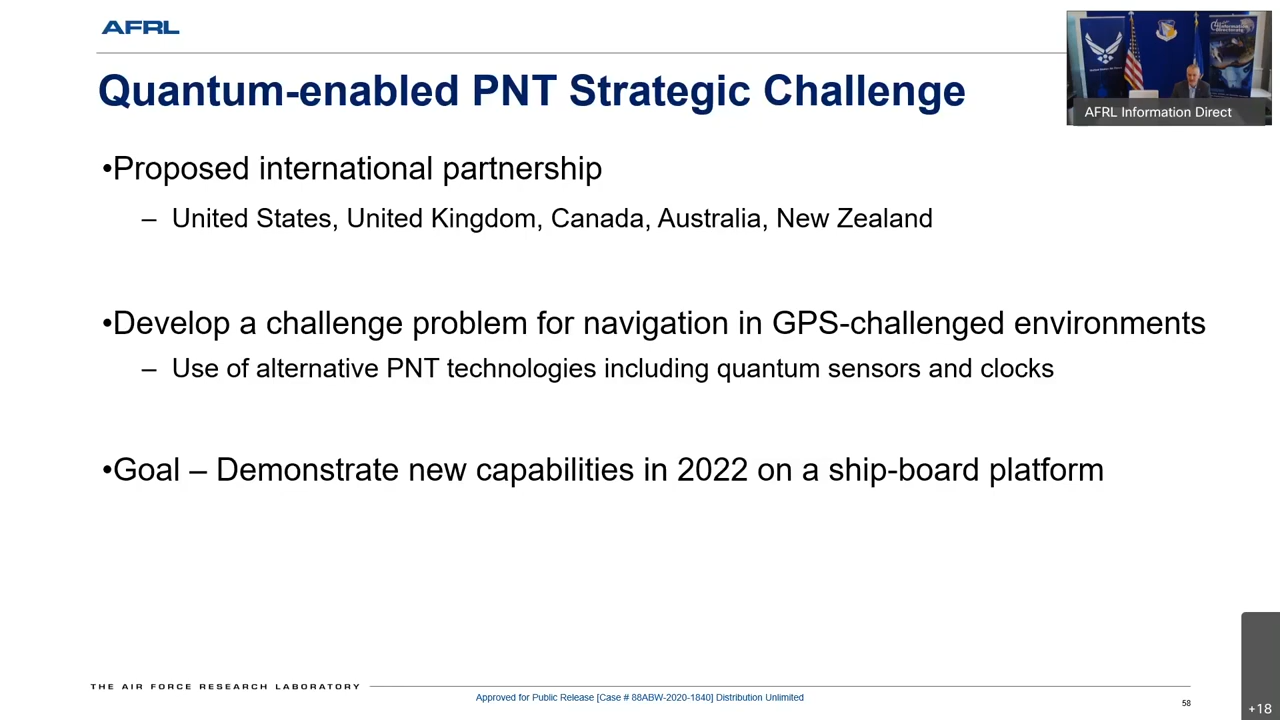 AFRL
Quantum-enabled PNT Strategic Challenge
AFRL Information Direct
•Proposed international partnership
– United States, United Kingdom, Canada, Australia, New Zealand
•Develop a challenge problem for navigation in GPS-challenged environments
– Use of alternative PNT technologies including quantum sensors and clocks
•Goal – Demonstrate new capabilities in 2022 on a ship-board platform
THE AIR FORCE RESEARCH LABORATORY
Approved for Public Release [Case # 88ABW-2020-1840] Distribution Unlimited
58
+18